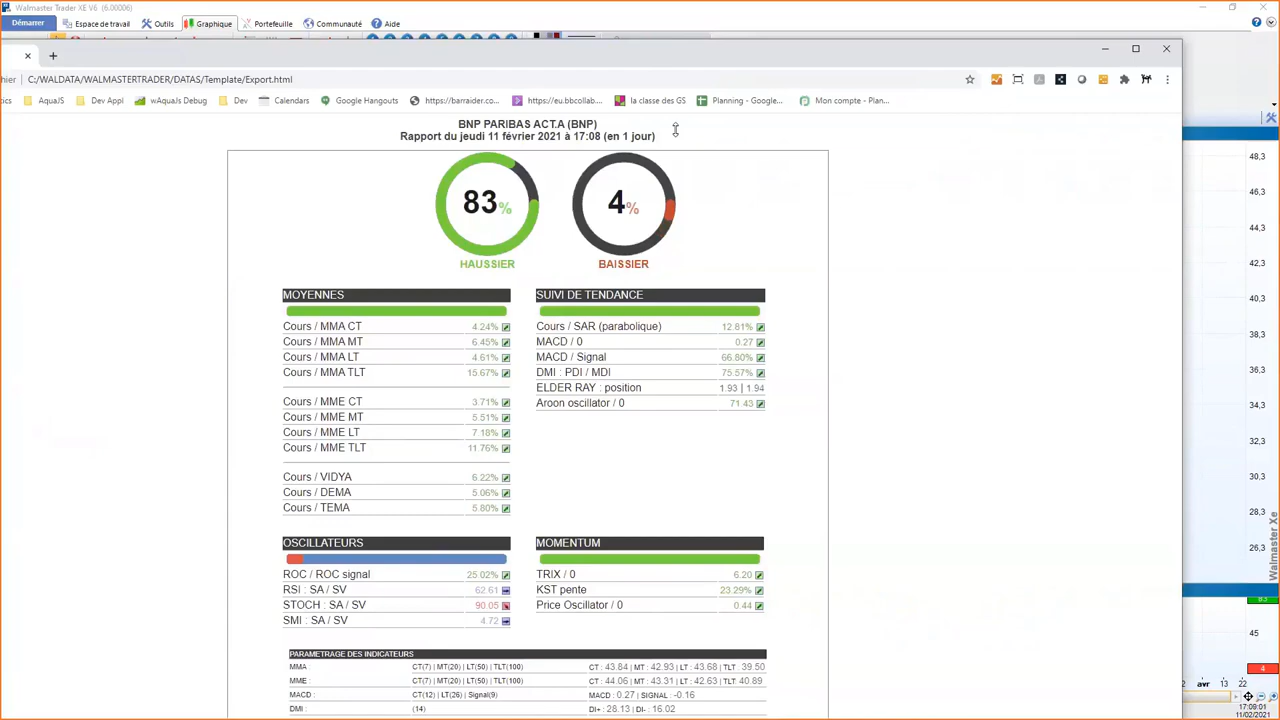 Walmaster Trader XE V6 (6,00006)
Démarrer Espace de travail Outils Graphique Portefeuille Communauté Aide
hier C:/WALDATA/WALMASTERTRADER/DATAS/Template/Export.html
tics AquaJS Dev Appl wAquaJs Debug Dev Calendars Google Hangouts https://barraider.co... https://eu.bbcollab... la classe des GS Planning - Google... Mon compte - Plan...
BNP PARIBAS ACT.A (BNP)
Rapport du jeudi 11 février 2021 à 17:08 (en 1 jour)
83% 4%
HAUSSIER BAISSIER
MOYENNES
Cours / MMA CT 4.24%
Cours / MMA MT 6.45%
Cours / MMA LT 4.61%
Cours / MMA TLT 15.67%
Cours / MME CT 3.71%
Cours / MME MT 5.51%
Cours / MME LT 7.18%
Cours / MME TLT 11.76%
Cours / VIDYA 6.22%
Cours / DEMA 5.06%
Cours / TEMA 5.80%
SUIVI DE TENDANCE
Cours / SAR (parabolique) 12.81%
MACD / 0 0.27
MACD / Signal 66.80%
DMI : PDI / MDI 75.57%
ELDER RAY : position 1.93 | 1.94
Aroon oscillator / 0 71.43
OSCILLATEURS
ROC / ROC signal 25.02%
RSI : SA / SV 62.61
STOCH : SA / SV 90.05
SMI : SA / SV 4.72
MOMENTUM
TRIX / 0 6.20
KST pente 23.29%
Price Oscillator / 0 0.44
PARAMETRAGE DES INDICATEURS
MMA CT(7) | MT(20) | LT(50) | TLT(100) CT : 43.84 | MT : 42.93 | LT : 43.68 | TLT : 39.50
MME : CT(7) | MT(20) | LT(50) | TLT(100) CT : 44.06 | MT : 43.31 | LT : 42.63 | TLT : 40.89
MACD : CT(12) | LT(26) | Signal(9) MACD : 0.27 | SIGNAL : -0.16
DMI : (14) DI+ : 28.13 | DI- : 16.02
48,3
46,3
44,3
42,3
40,3
38,3
36,3
34,3
32,3
30,3
28,3
26,3
Walmaster Xe
45
4
avr 13 22
17:09:01
11/02/2021